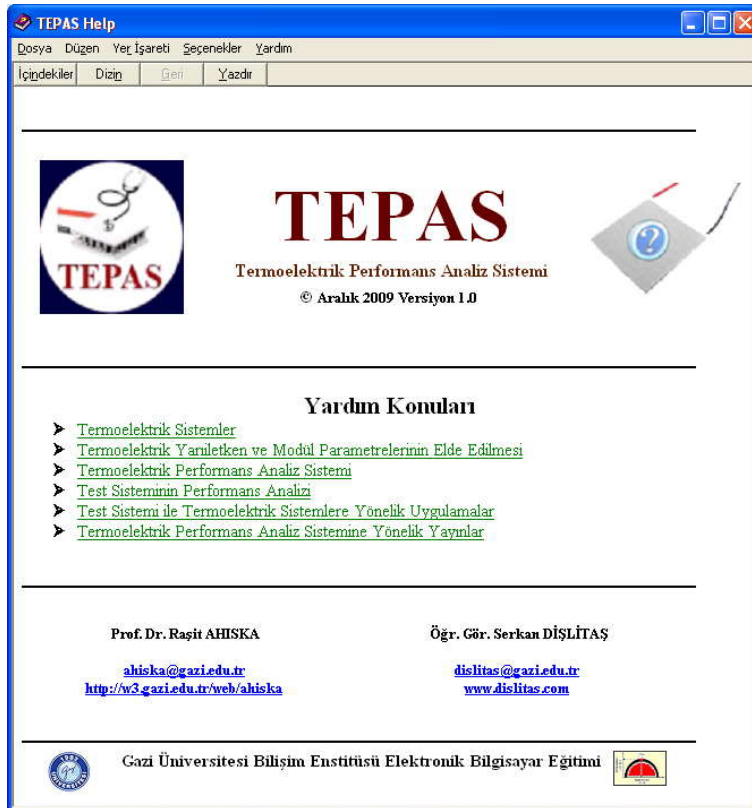 TEPAS Help
Dosya Düzen Yer İşareti Seçenekler Yardım
İçindekiler Dizin Geri Yazdır
TEPAS
TEPAS
Termoelektrik Performans Analiz Sistemi
© Aralık 2009 Versiyon 1.0
?
Yardım Konuları
Termoelektrik Sistemler
Termoelektrik Yarıiletken ve Modül Parametrelerinin Elde Edilmesi
Termoelektrik Performans Analiz Sistemi
Test Sisteminin Performans Analizi
Test Sistemi ile Termoelektrik Sistemlere Yönelik Uygulamalar
Termoelektrik Performans Analiz Sistemine Yönelik Yayınlar
Prof. Dr. Raşit AHISKA
Öğr. Gör. Serkan DİŞLİTAŞ
ahiska@gazi.edu.tr
dislitas@gazi.edu.tr
http://w3.gazi.edu.tr/web/ahiska
www.dislitas.com
Gazi Üniversitesi Bilişim Enstitüsü Elektronik Bilgisayar Eğitimi